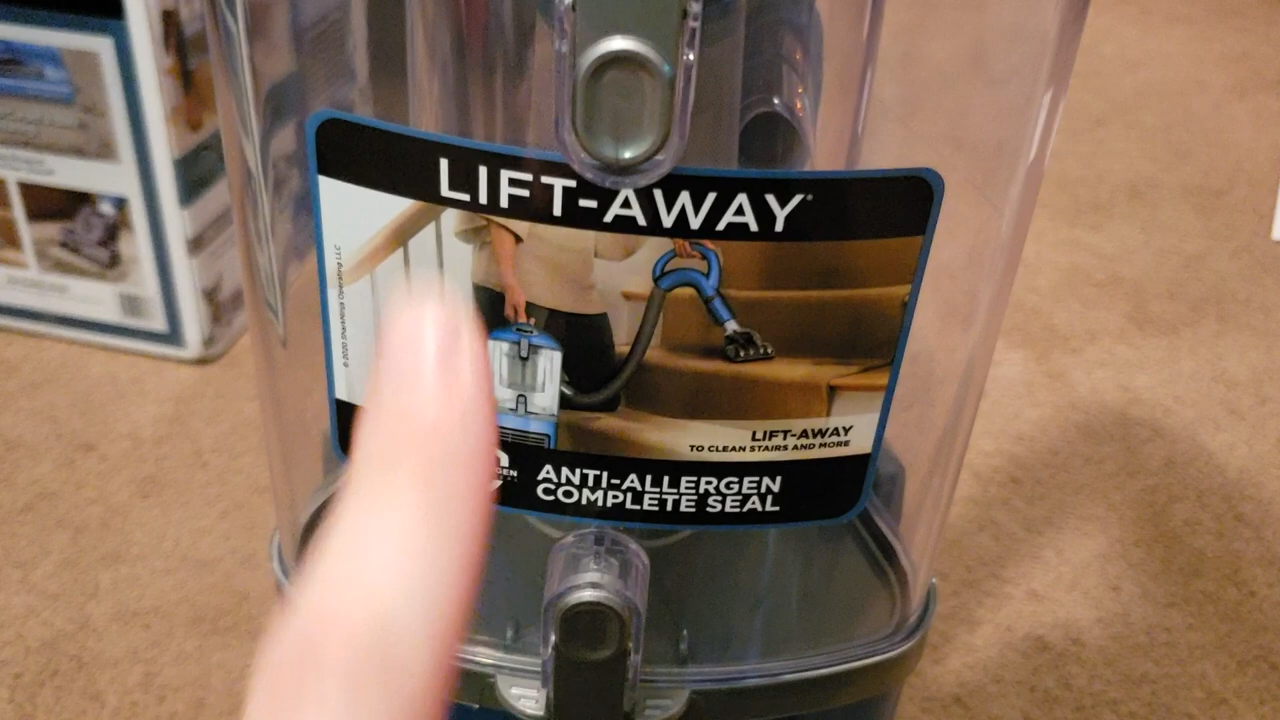 LIFT-AWAY
© 2020 SharkNinja Operating LLC
LIFT-AWAY
TO CLEAN STAIRS AND MORE
ANTI-ALLERGEN
COMPLETE SEAL